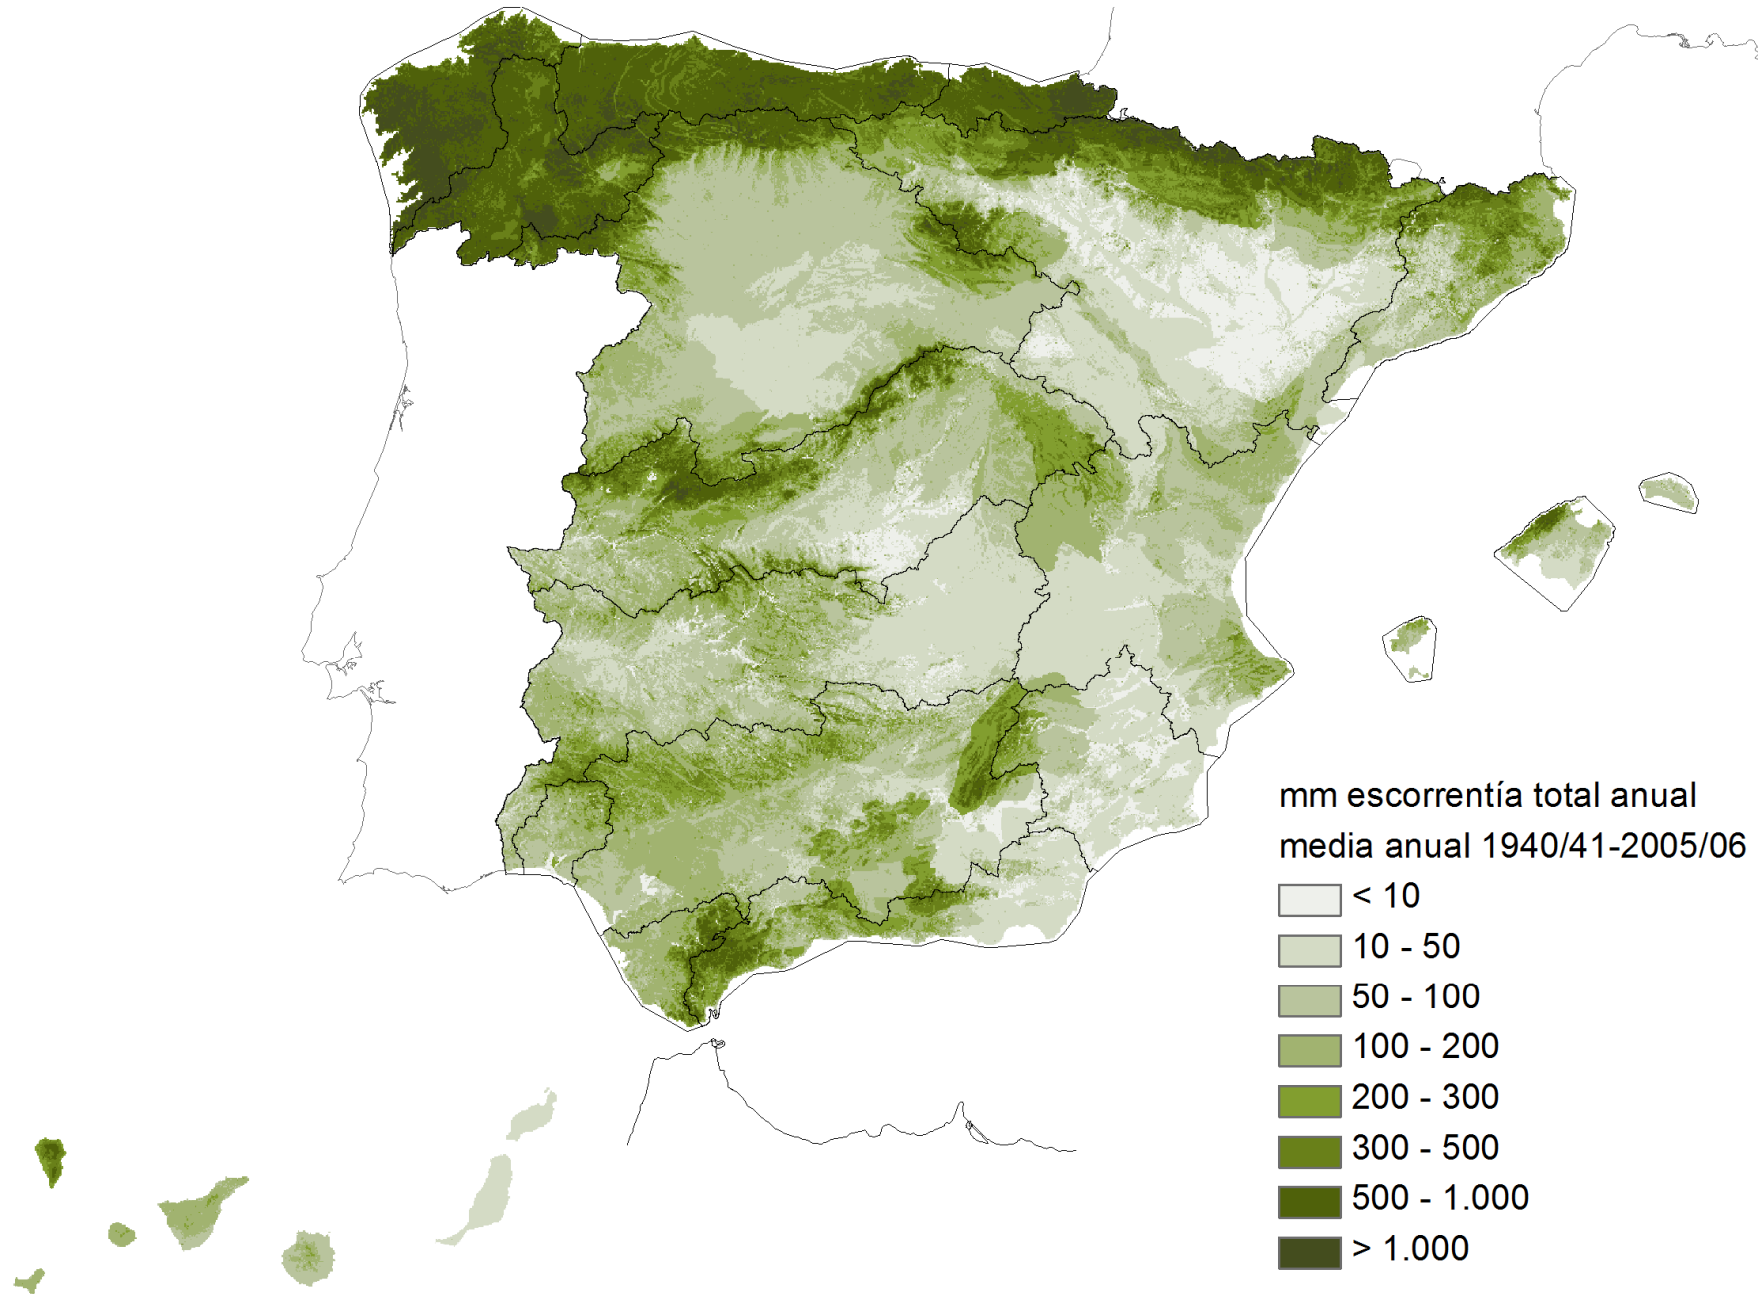 mm escorrentía total anual
media anual 1940/41-2005/06
< 10
10 - 50
50 - 100
100 - 200
200 - 300
300 - 500
500 - 1.000
> 1.000